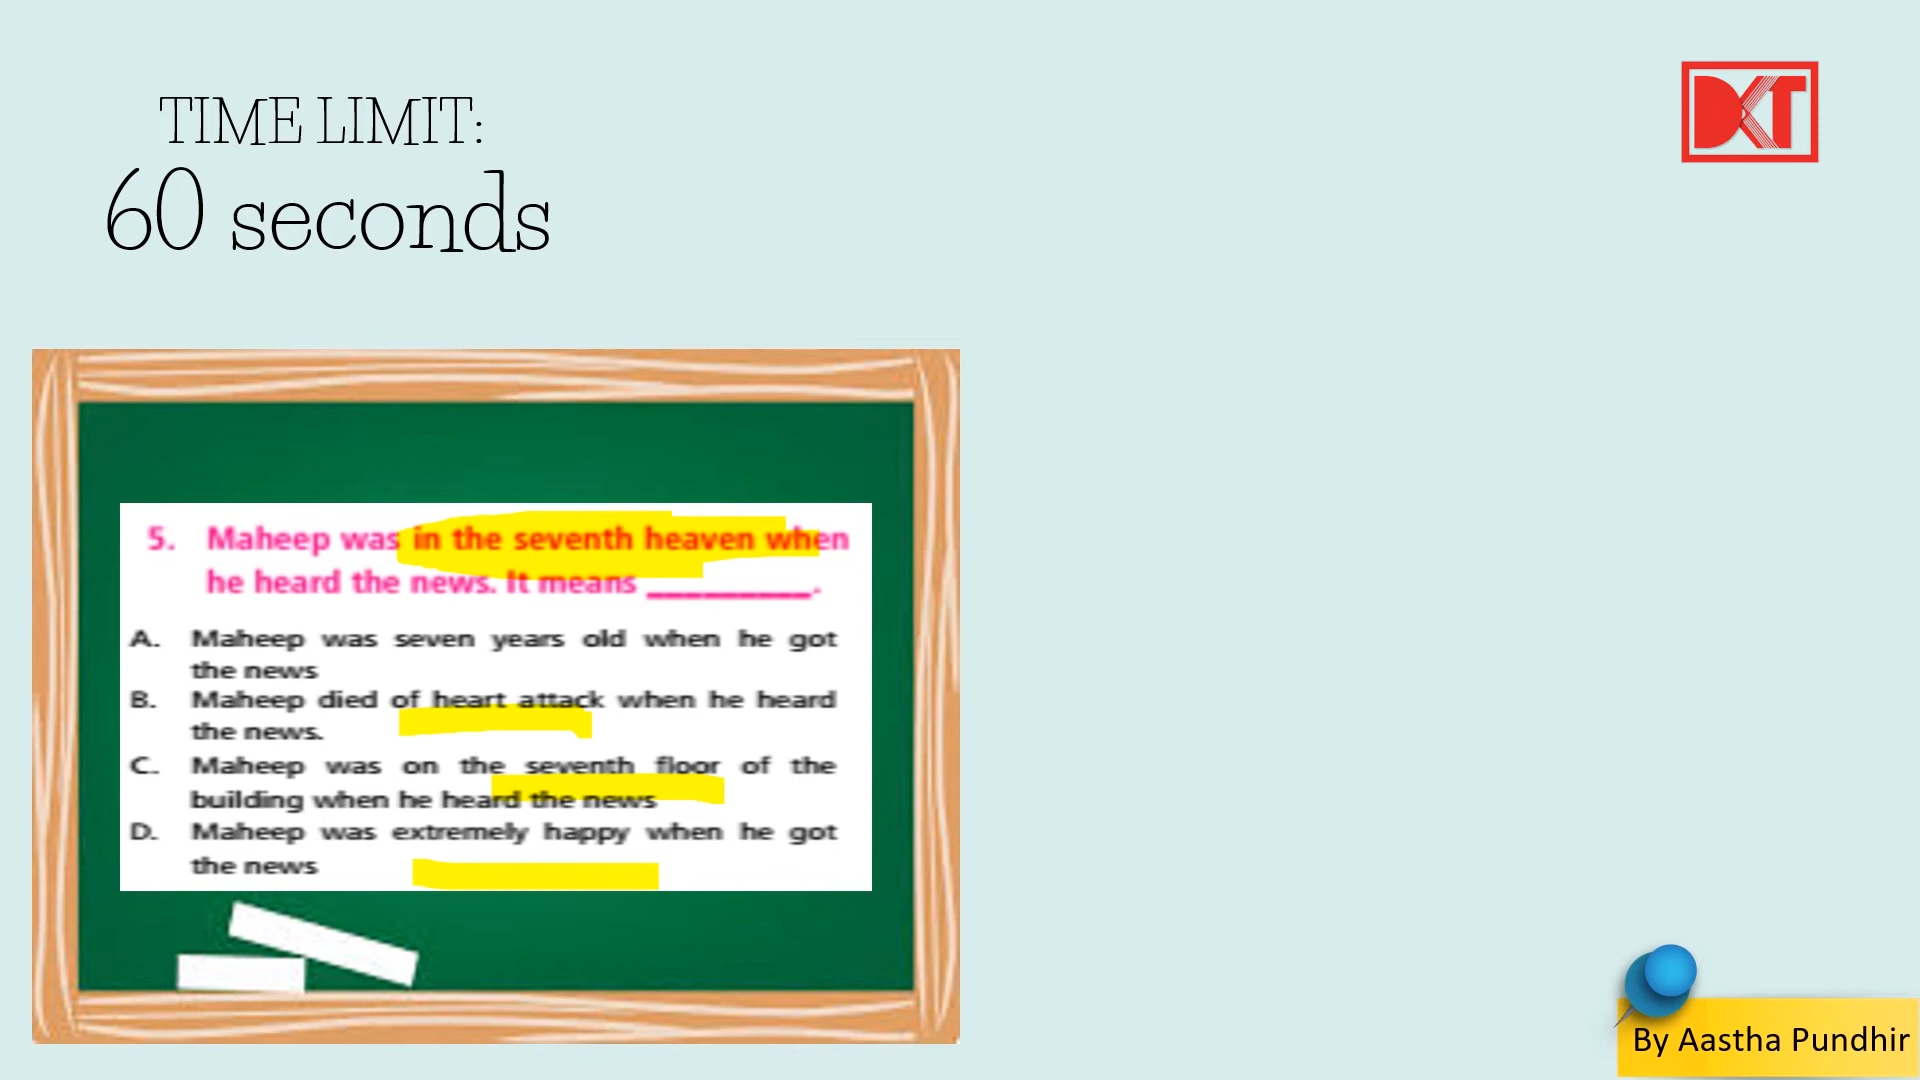 TIME LIMIT:
60 seconds
DKT
5. Maheep was in the seventh heaven when
he heard the news. It means _________.
A. Maheep was seven years old when he got
the news
B. Maheep died of heart attack when he heard
the news.
C. Maheep was on the seventh floor of the
building when he heard the news
D. Maheep was extremely happy when he got
the news
By Aastha Pundhir